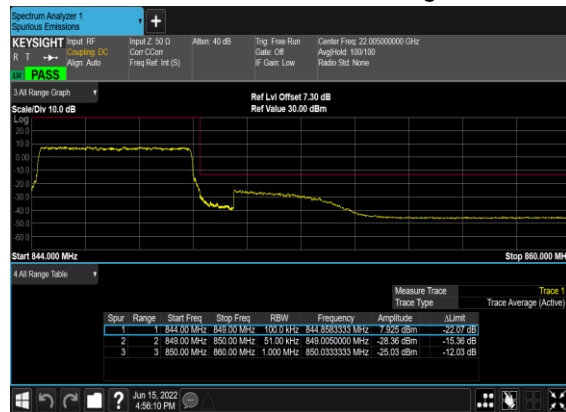 Spectrum Analyzer 1
Spurious Emissions
+
KEYSIGHT Input: RF Input Z: 50 Ω Atten: 40 dB Trig: Free Run Center Freq: 22.005000000 GHz
R T Coupling: DC Corr CCorr Gate: Off Avg|Hold: 100/100
Align: Auto Freq Ref: Int (S) IF Gain: Low Radio Std: None
PASS
3 All Range Graph
Ref Lvl Offset 7.30 dB
Scale/Div 10.0 dB Ref Value 30.00 dBm
Log
20.0
10.0
0.00
-10.0
-20.0
-30.0
-40.0
-50.0
-60.0
Start 844.000 MHz Stop 860.000 MH
4 All Range Table
Measure Trace Trace 1
Trace Type Trace Average (Active)
Spur Range Start Freq Stop Freq RBW Frequency Amplitude ΔLimit
1 1 844.00 MHz 849.00 MHz 100.0 kHz 844.8583333 MHz 7.925 dBm -22.07 dB
2 2 849.00 MHz 850.00 MHz 51.00 kHz 849.0050000 MHz -28.36 dBm -15.36 dB
3 3 850.00 MHz 860.00 MHz 1.000 MHz 850.0333333 MHz -25.03 dBm -12.03 dB
? Jun 15, 2022
4:56:10 PM